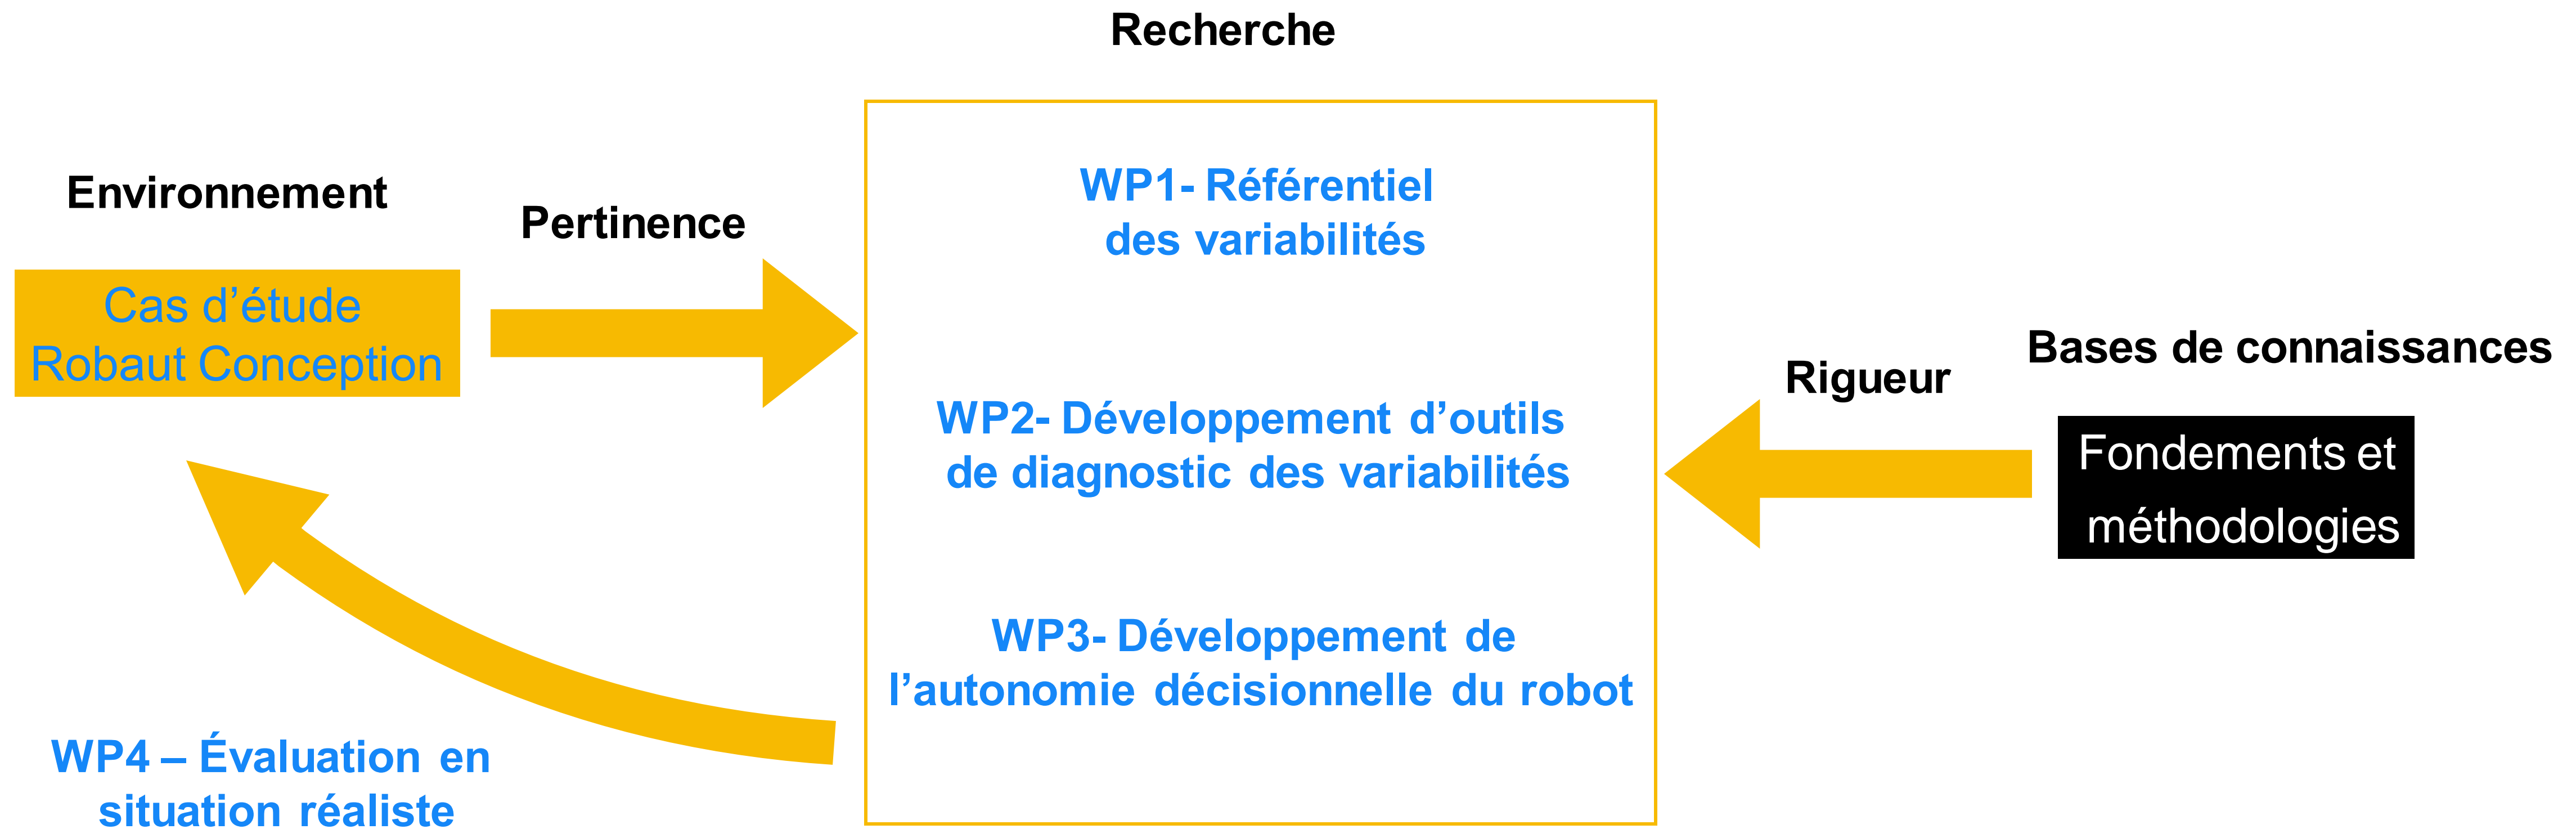 Recherche
Environnement
Cas d’étude
Robaut Conception
Pertinence
WP1- Référentiel
des variabilités
WP2- Développement d’outils
de diagnostic des variabilités
WP3- Développement de
l’autonomie décisionnelle du robot
Rigueur
Bases de connaissances
Fondements et
méthodologies
WP4 – Évaluation en
situation réaliste